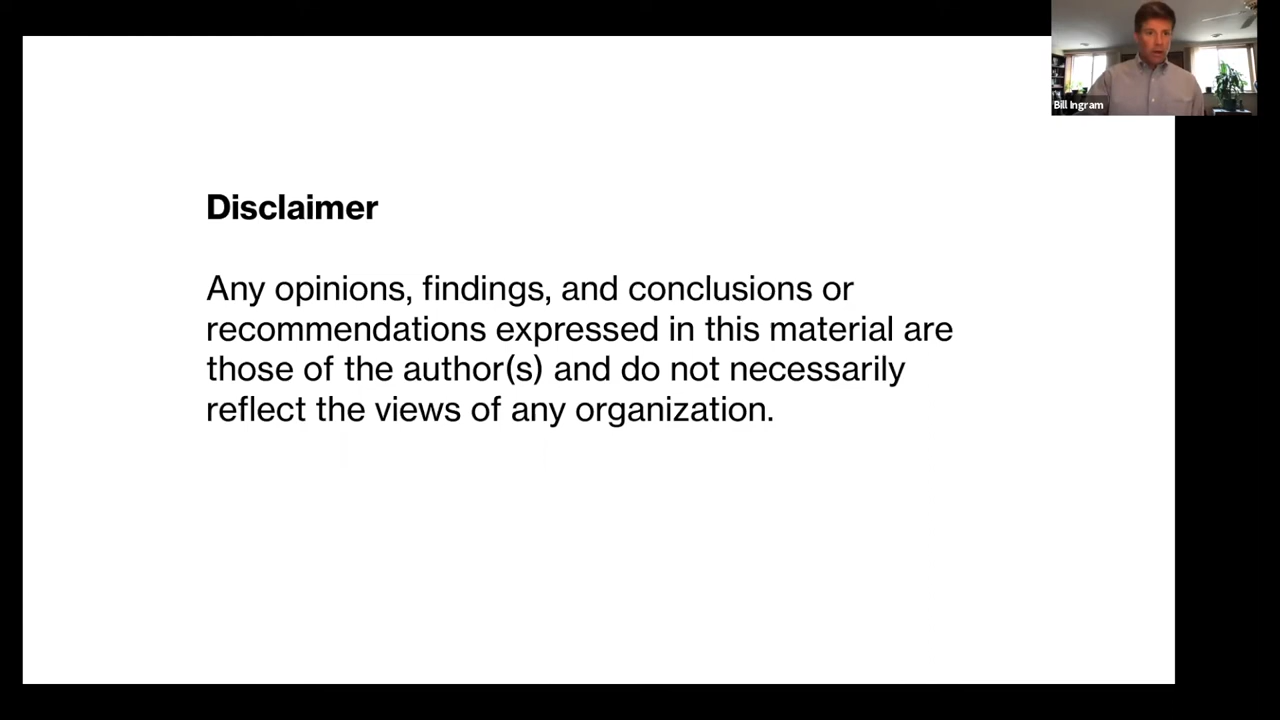 Bill Ingram
Disclaimer
Any opinions, findings, and conclusions or
recommendations expressed in this material are
those of the author(s) and do not necessarily
reflect the views of any organization.